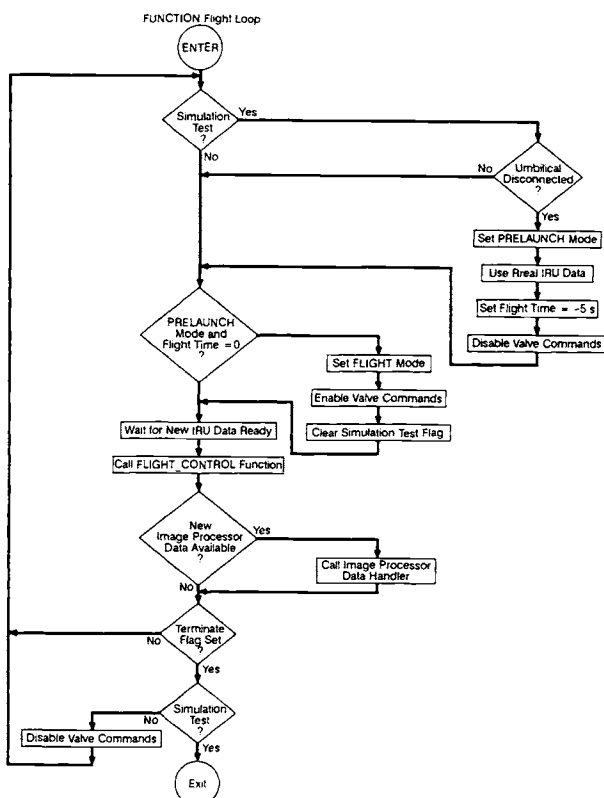 FUNCTION Flight Loop
ENTER
Simulation
Test
?
Yes
No
Umbilical
Disconnected
?
No
Yes
Set PRELAUNCH Mode
Use Rreal IRU Data
Set Flight Time = -5 s
Disable Valve Commands
PRELAUNCH
Mode and
Flight Time = 0
?
Set FLIGHT Mode
Enable Valve Commands
Clear Simulation Test Flag
Wait for New IRU Data Ready
Call FLIGHT_CONTROL Function
New
Image Processor
Data Available
?
Yes
No
Call Image Processor
Data Handler
Terminate
Flag Set
?
No
Yes
Simulation
Test
?
No
Yes
Disable Valve Commands
Exit